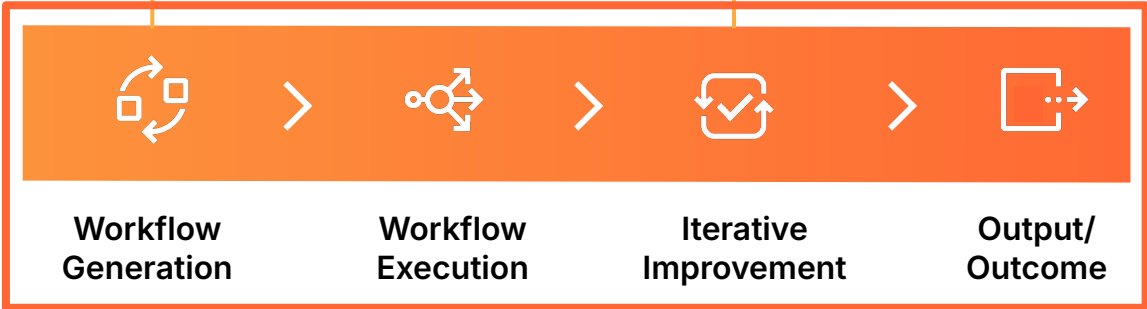 Workflow
Generation
Workflow
Execution
Iterative
Improvement
Output/
Outcome